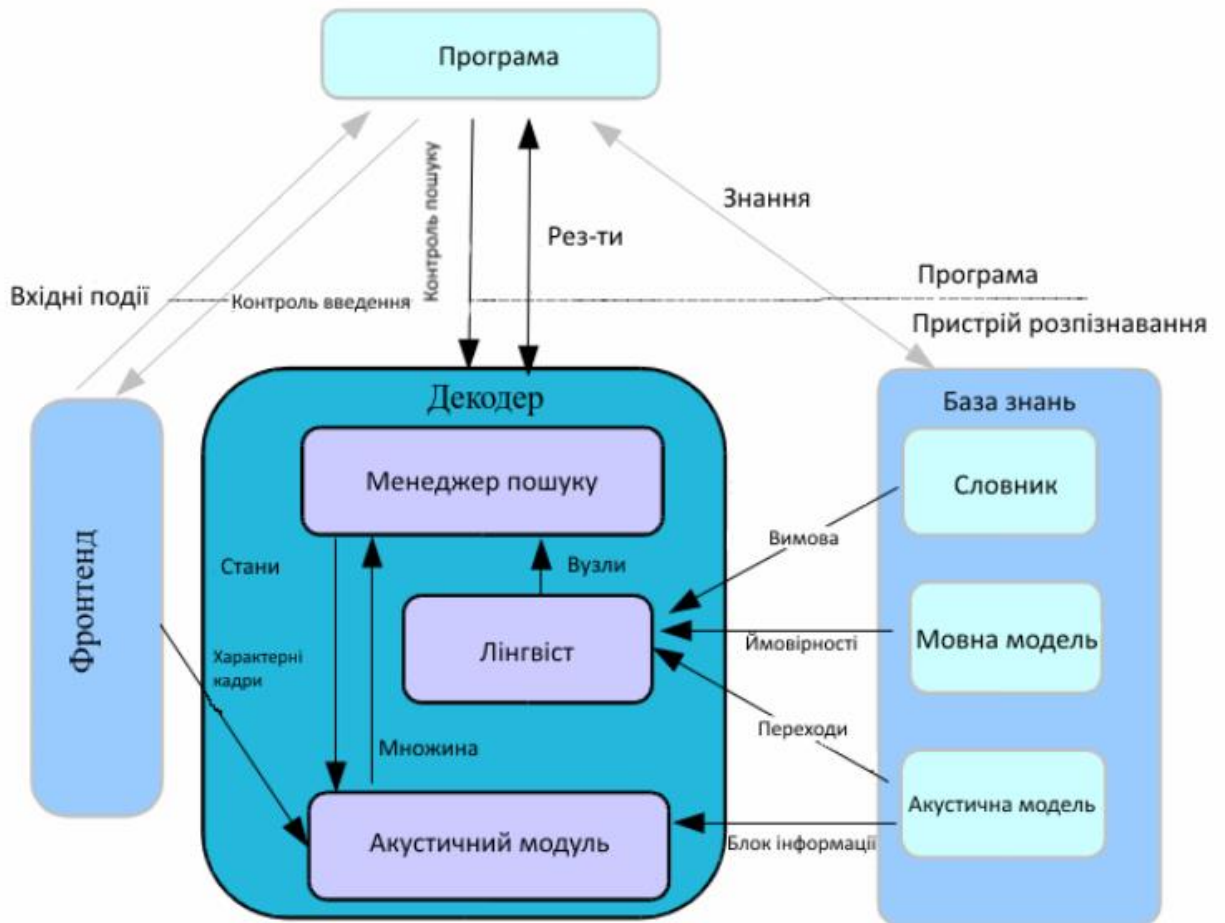 Програма
Контроль пошуку
Знання
Рез-ти
Програма
Вхідні події
Контроль введення
Пристрій розпізнавання
Декодер
База знань
Менеджер пошуку
Словник
Фронтенд
Вимова
Стани
Вузли
Лінгвіст
Ймовірності
Мовна модель
Характерні
кадри
Переходи
Множина
Акустична модель
Акустичний модуль
Блок інформації